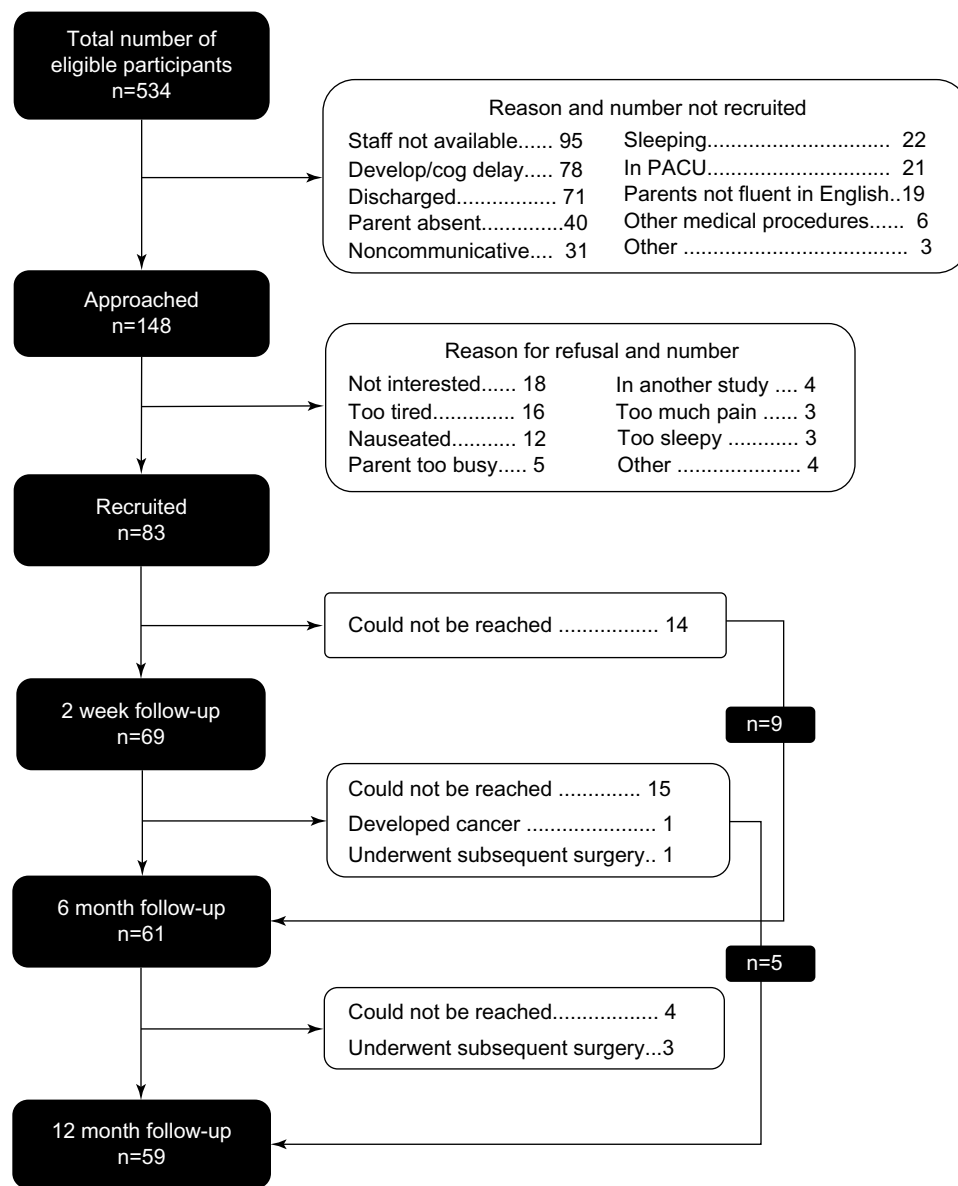 Total number of
eligible participants
n=534
Reason and number not recruited
Staff not available...... 95
Develop/cog delay..... 78
Discharged.................. 71
Parent absent..............40
Noncommunicative.... 31
Sleeping......................... 22
In PACU......................... 21
Parents not fluent in English..19
Other medical procedures...... 6
Other .................................... 3
Approached
n=148
Reason for refusal and number
Not interested...... 18
Too tired............... 16
Nauseated........... 12
Parent too busy..... 5
In another study .... 4
Too much pain ...... 3
Too sleepy ............ 3
Other .................... 4
Recruited
n=83
Could not be reached ................. 14
2 week follow-up
n=69
n=9
Could not be reached ............... 15
Developed cancer ...................... 1
Underwent subsequent surgery.. 1
6 month follow-up
n=61
n=5
Could not be reached.................. 4
Underwent subsequent surgery...3
12 month follow-up
n=59